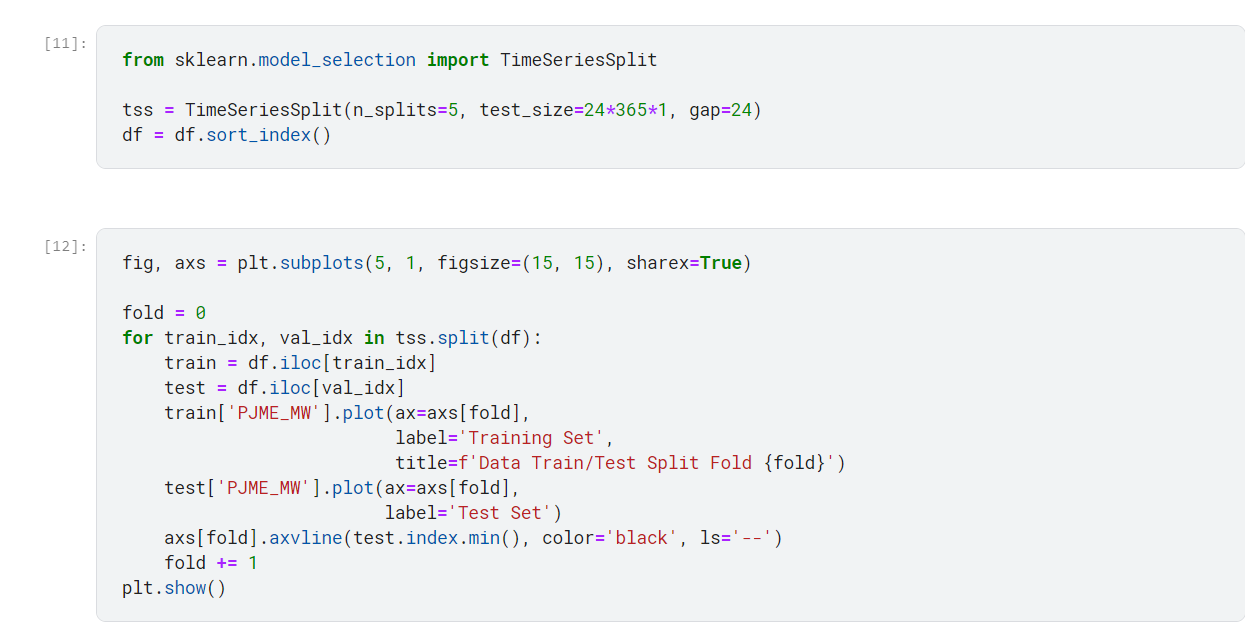 [11]:
from sklearn.model_selection import TimeSeriesSplit
tss = TimeSeriesSplit(n_splits=5, test_size=24*365*1, gap=24)
df = df.sort_index()
[12]:
fig, axs = plt.subplots(5, 1, figsize=(15, 15), sharex=True)
fold = 0
for train_idx, val_idx in tss.split(df):
    train = df.iloc[train_idx]
    test = df.iloc[val_idx]
    train['PJME_MW'].plot(ax=axs[fold],
                          label='Training Set',
                          title=f'Data Train/Test Split Fold {fold}')
    test['PJME_MW'].plot(ax=axs[fold],
                         label='Test Set')
    axs[fold].axvline(test.index.min(), color='black', ls='--')
    fold += 1
plt.show()